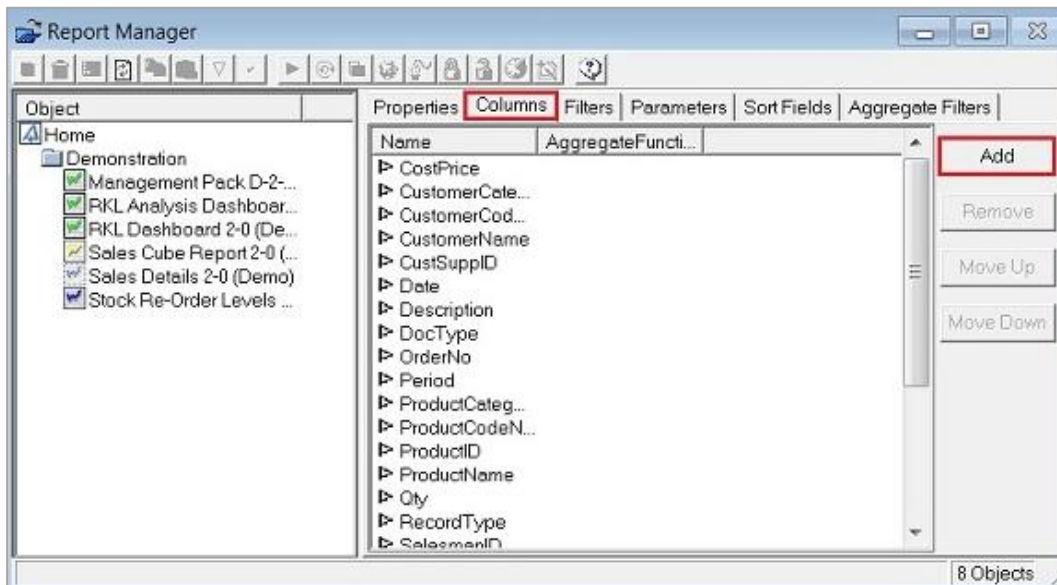 Report Manager
Object
Home
Demonstration
Management Pack D-2-...
RKL Analysis Dashboar...
RKL Dashboard 2-0 (De...
Sales Cube Report 2-0 (...
Sales Details 2-0 (Demo)
Stock Re-Order Levels ...
Properties Columns Filters Parameters Sort Fields Aggregate Filters
Name AggregateFuncti...
CostPrice
CustomerCate...
CustomerCod...
CustomerName
CustSuppID
Date
Description
DocType
OrderNo
Period
ProductCateg...
ProductCodeN...
ProductID
ProductName
Qty
RecordType
SalesmanID
Add
Remove
Move Up
Move Down
8 Objects